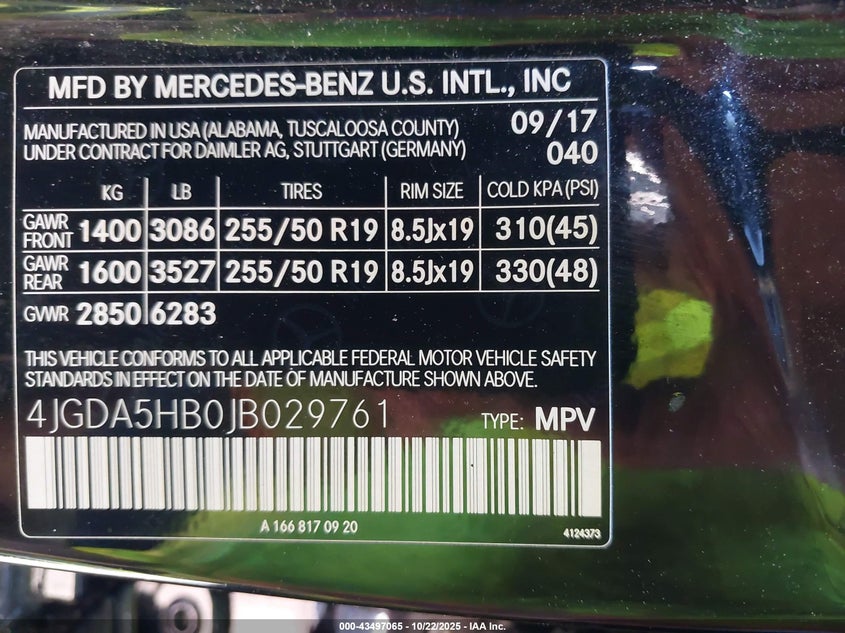 MFD BY MERCEDES-BENZ U.S. INTL., INC
MANUFACTURED IN USA (ALABAMA, TUSCALOOSA COUNTY) 09/17
UNDER CONTRACT FOR DAIMLER AG, STUTTGART (GERMANY) 040
KG LB TIRES RIM SIZE COLD KPA (PSI)
GAWR FRONT 1400 3086 255/50 R19 8.5Jx19 310(45)
GAWR REAR 1600 3527 255/50 R19 8.5Jx19 330(48)
GVWR 2850 6283
THIS VEHICLE CONFORMS TO ALL APPLICABLE FEDERAL MOTOR VEHICLE SAFETY
STANDARDS IN EFFECT ON THE DATE OF MANUFACTURE SHOWN ABOVE.
4JGDA5HB0JB029761 TYPE: MPV
A 166 817 09 20
4124373
000-43497065 - 10/22/2025 - IAA Inc.